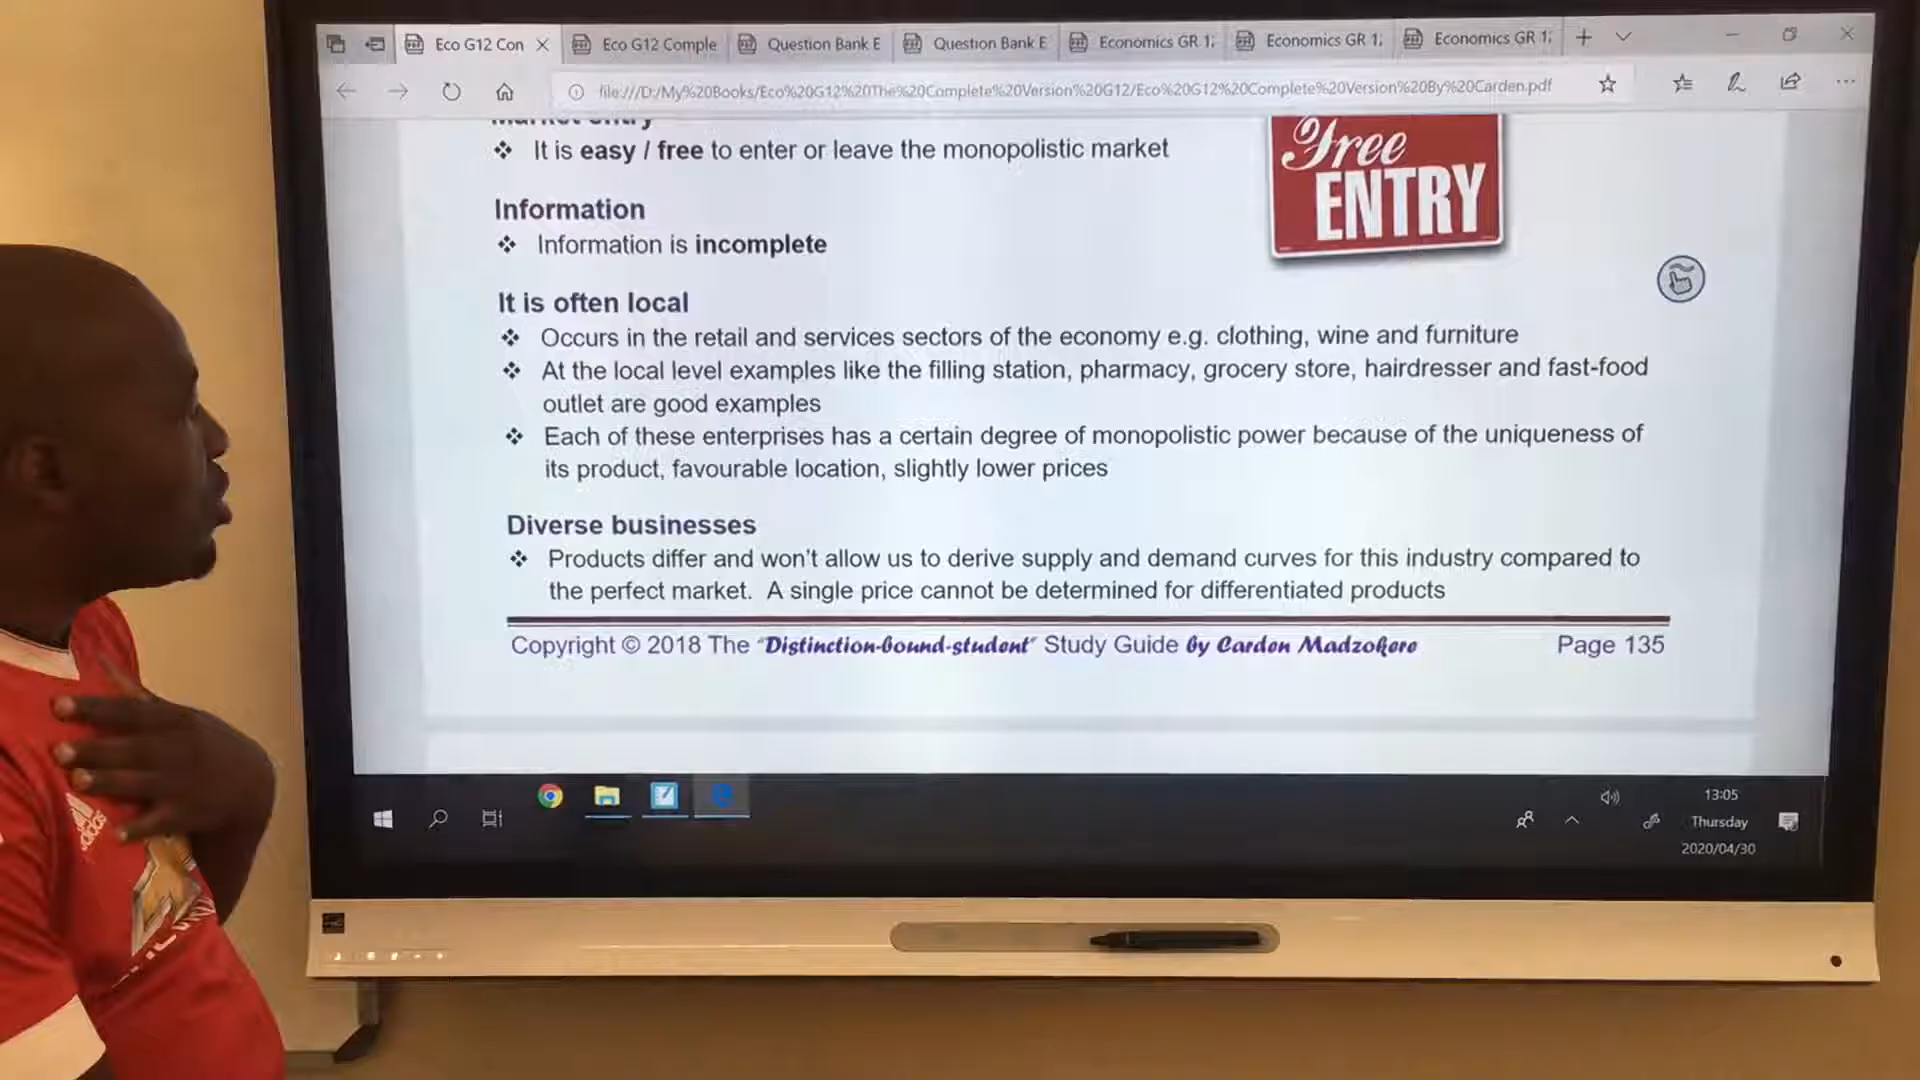 Eco G12 Con
Eco G12 Comple
Question Bank E
Question Bank E
Economics GR 1
Economics GR 1
Economics GR 1
file:///D:/My%20Books/Eco%20G12%20The%20Complete%20Version%20G12/Eco%20G12%20Complete%20Version%20By%20Carden.pdf
❖ It is easy / free to enter or leave the monopolistic market
Free
ENTRY
Information
❖ Information is incomplete
It is often local
❖ Occurs in the retail and services sectors of the economy e.g. clothing, wine and furniture
❖ At the local level examples like the filling station, pharmacy, grocery store, hairdresser and fast-food
outlet are good examples
❖ Each of these enterprises has a certain degree of monopolistic power because of the uniqueness of
its product, favourable location, slightly lower prices
Diverse businesses
❖ Products differ and won't allow us to derive supply and demand curves for this industry compared to
the perfect market. A single price cannot be determined for differentiated products
Copyright © 2018 The "Distinction-bound-student" Study Guide by Carden Madzokere Page 135
13:05
Thursday
2020/04/30
adidas